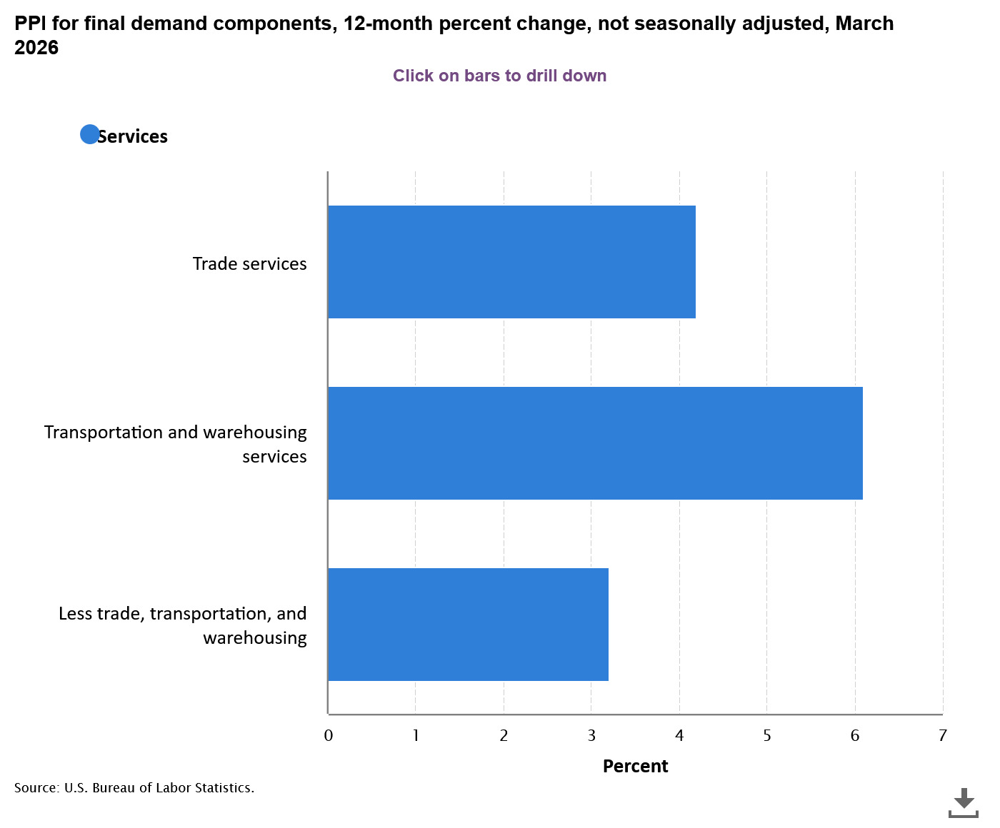 PPI for final demand components, 12-month percent change, not seasonally adjusted, March
2026
Click on bars to drill down
Services
Trade services
Transportation and warehousing
services
Less trade, transportation, and
warehousing
0 1 2 3 4 5 6 7
Percent
Source: U.S. Bureau of Labor Statistics.